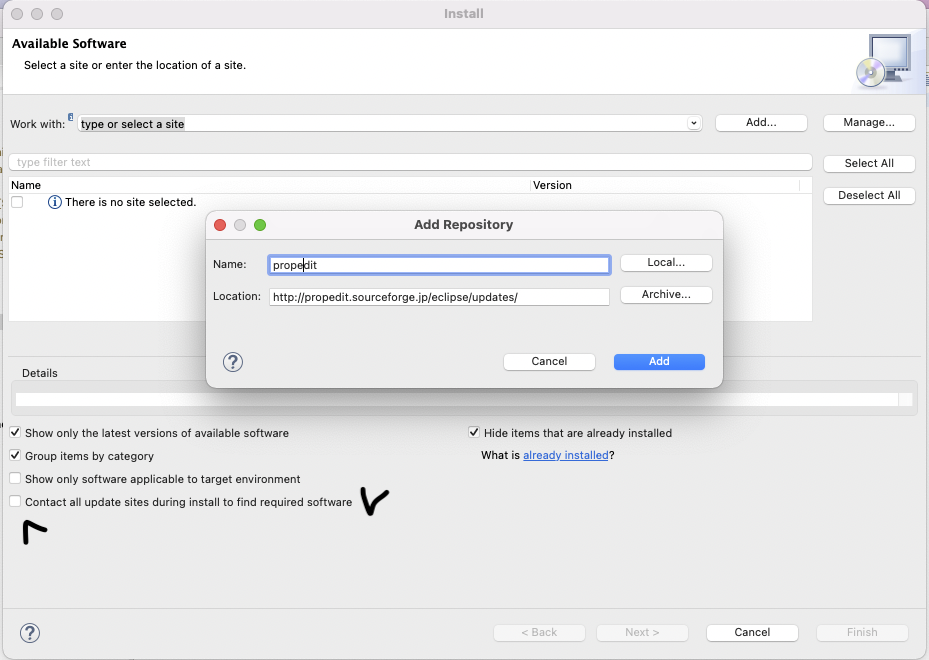 Install
Available Software
Select a site or enter the location of a site.
Work with: type or select a site Add... Manage...
type filter text Select All
Name Version
Deselect All
There is no site selected.
Add Repository
Name: propedit Local...
Location: http://propedit.sourceforge.jp/eclipse/updates/ Archive...
? Cancel Add
Details
Show only the latest versions of available software Hide items that are already installed
Group items by category What is already installed?
Show only software applicable to target environment
Contact all update sites during install to find required software
? < Back Next > Cancel Finish